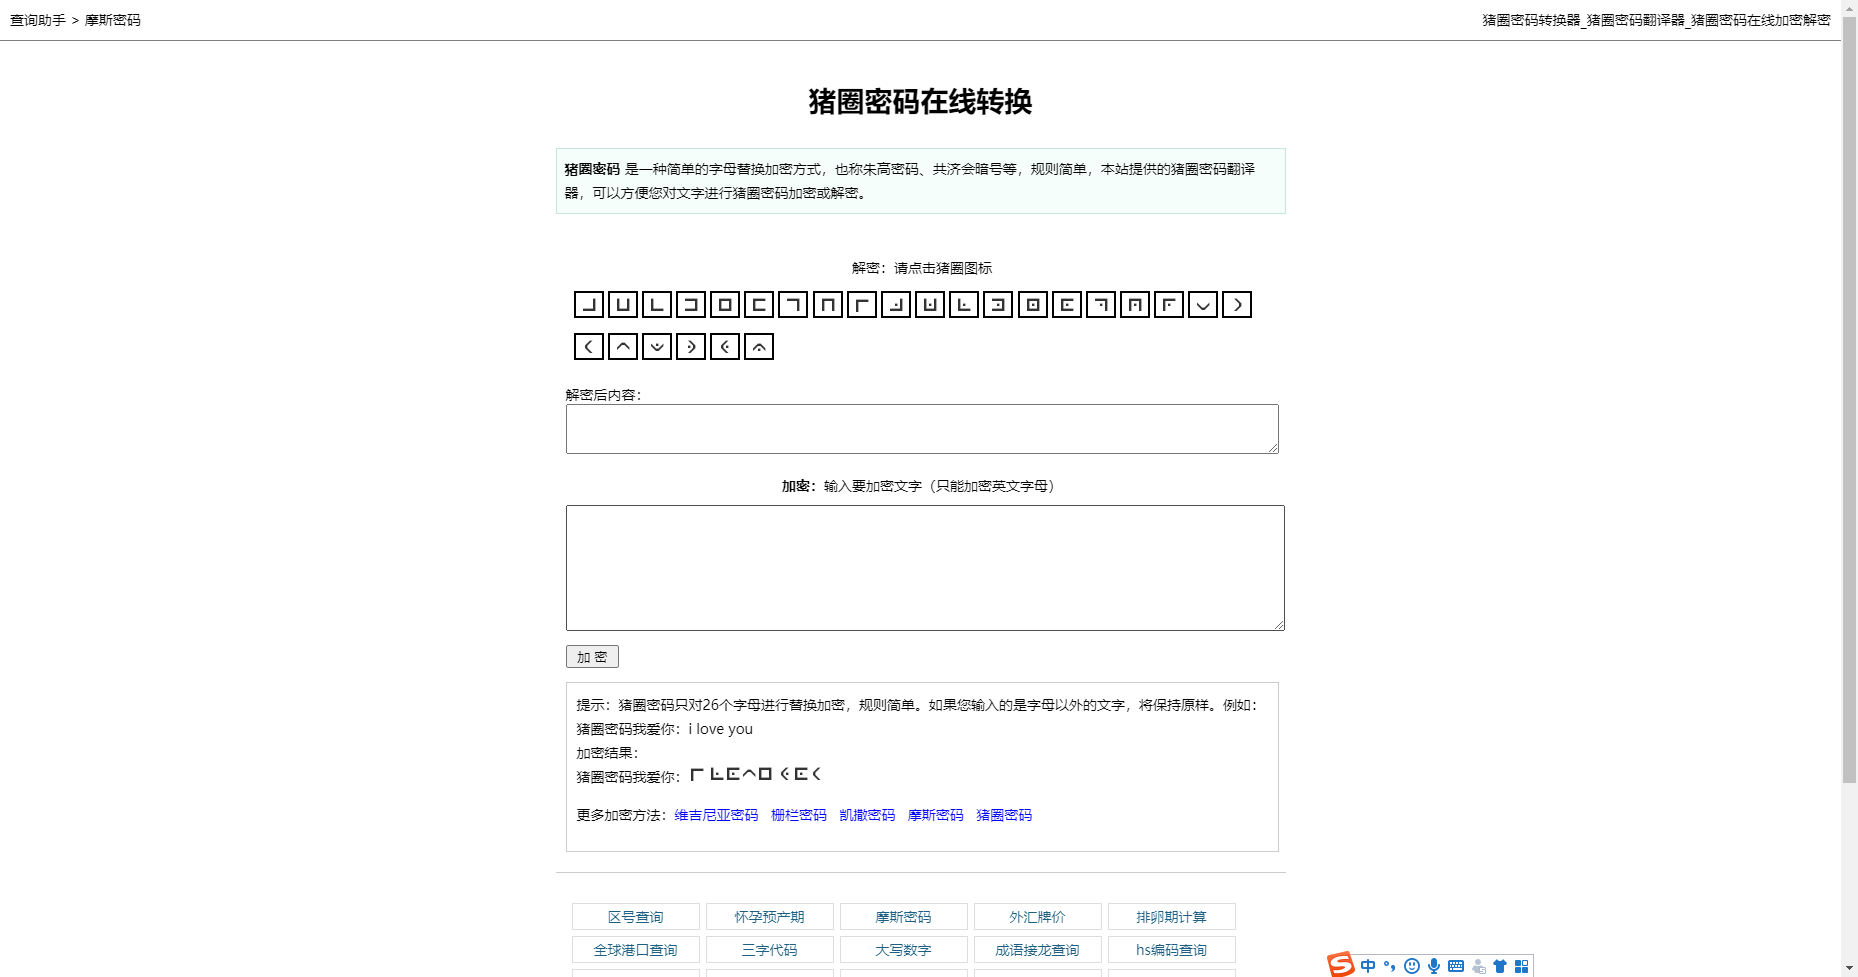 查询助手 > 摩斯密码
猪圈密码转换器_猪圈密码翻译器_猪圈密码在线加密解密
猪圈密码在线转换
猪圈密码 是一种简单的字母替换加密方式，也称朱高密码、共济会暗号等，规则简单，本站提供的猪圈密码翻译
器，可以方便您对文字进行猪圈密码加密或解密。
解密：请点击猪圈图标
解密后内容：
加密：输入要加密文字（只能加密英文字母）
加 密
提示：猪圈密码只对26个字母进行替换加密，规则简单。如果您输入的是字母以外的文字，将保持原样。例如：
猪圈密码我爱你：i love you
加密结果：
猪圈密码我爱你：
更多加密方法：维吉尼亚密码 栅栏密码 凯撒密码 摩斯密码 猪圈密码
区号查询 怀孕预产期 摩斯密码 外汇牌价 排卵期计算
全球港口查询 三字代码 大写数字 成语接龙查询 hs编码查询
S 中